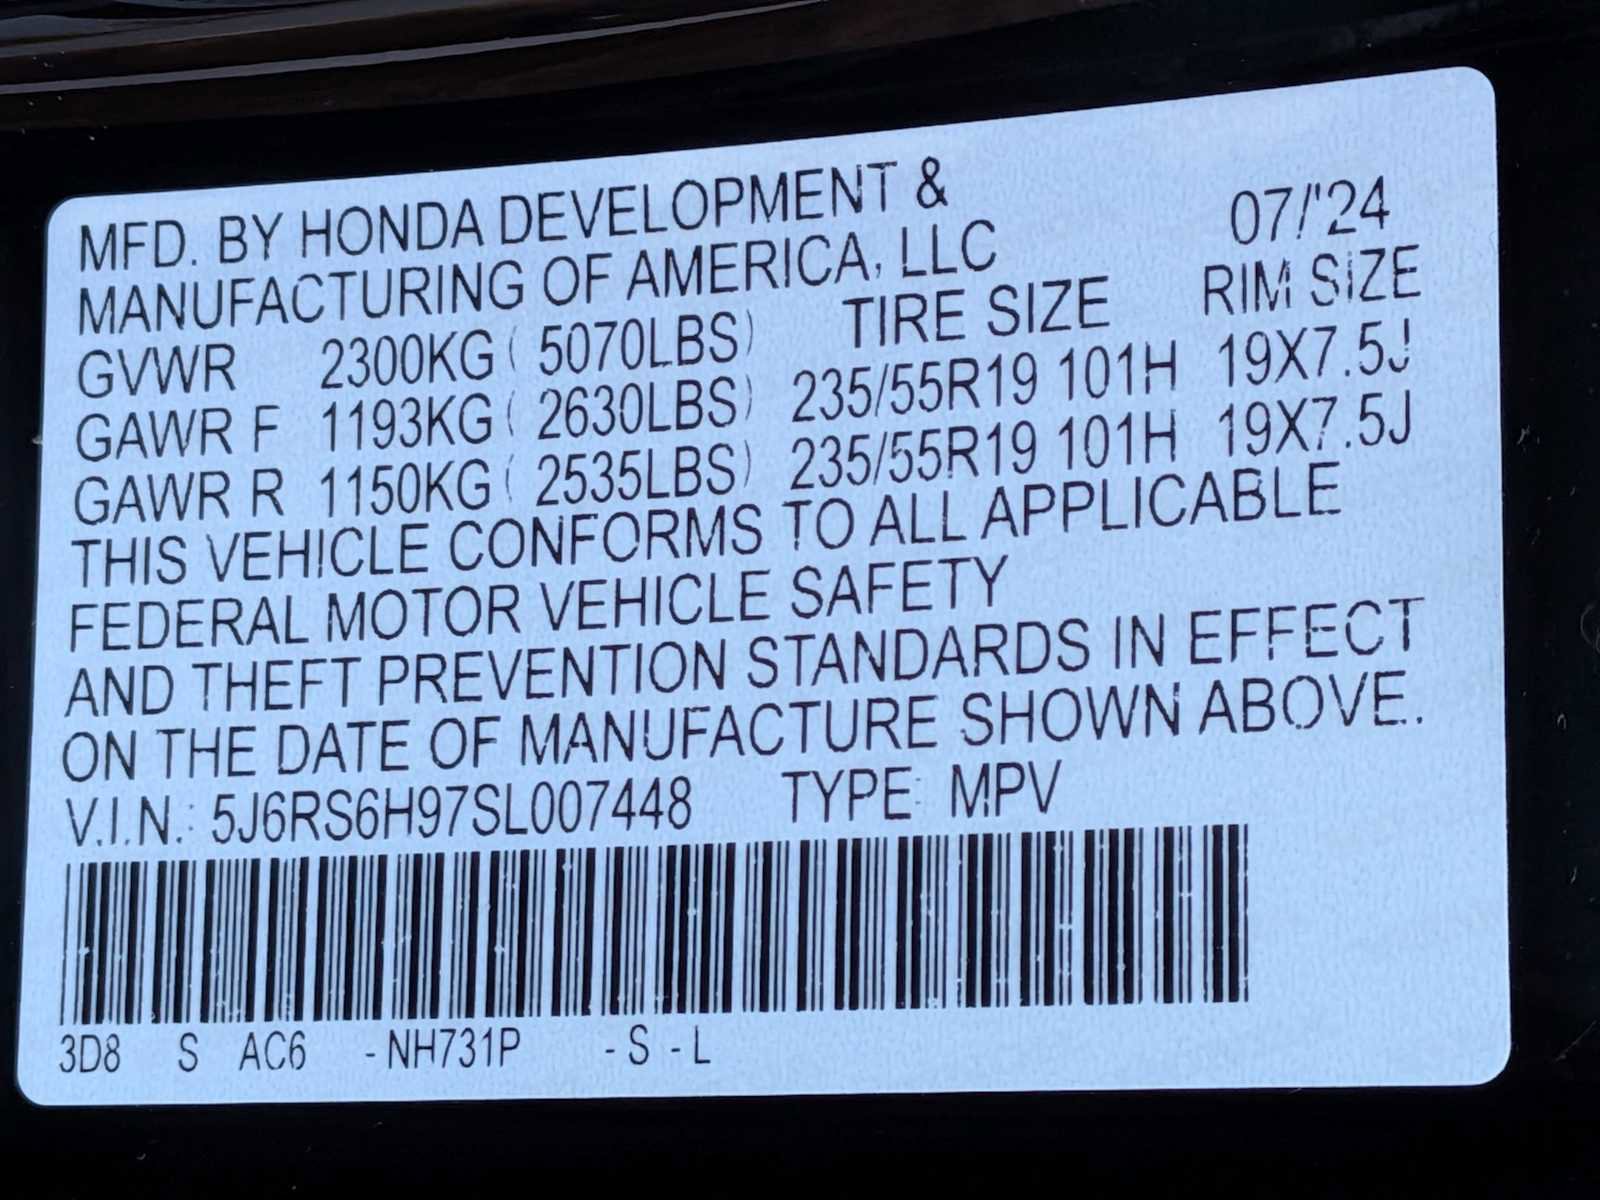 MFD. BY HONDA DEVELOPMENT &
MANUFACTURING OF AMERICA, LLC 07/'24
GVWR 2300KG ( 5070LBS) TIRE SIZE RIM SIZE
GAWR F 1193KG ( 2630LBS) 235/55R19 101H 19X7.5J
GAWR R 1150KG ( 2535LBS) 235/55R19 101H 19X7.5J
THIS VEHICLE CONFORMS TO ALL APPLICABLE
FEDERAL MOTOR VEHICLE SAFETY
AND THEFT PREVENTION STANDARDS IN EFFECT
ON THE DATE OF MANUFACTURE SHOWN ABOVE.
V.I.N.: 5J6RS6H97SL007448 TYPE: MPV
3D8 S AC6 -NH731P -S -L